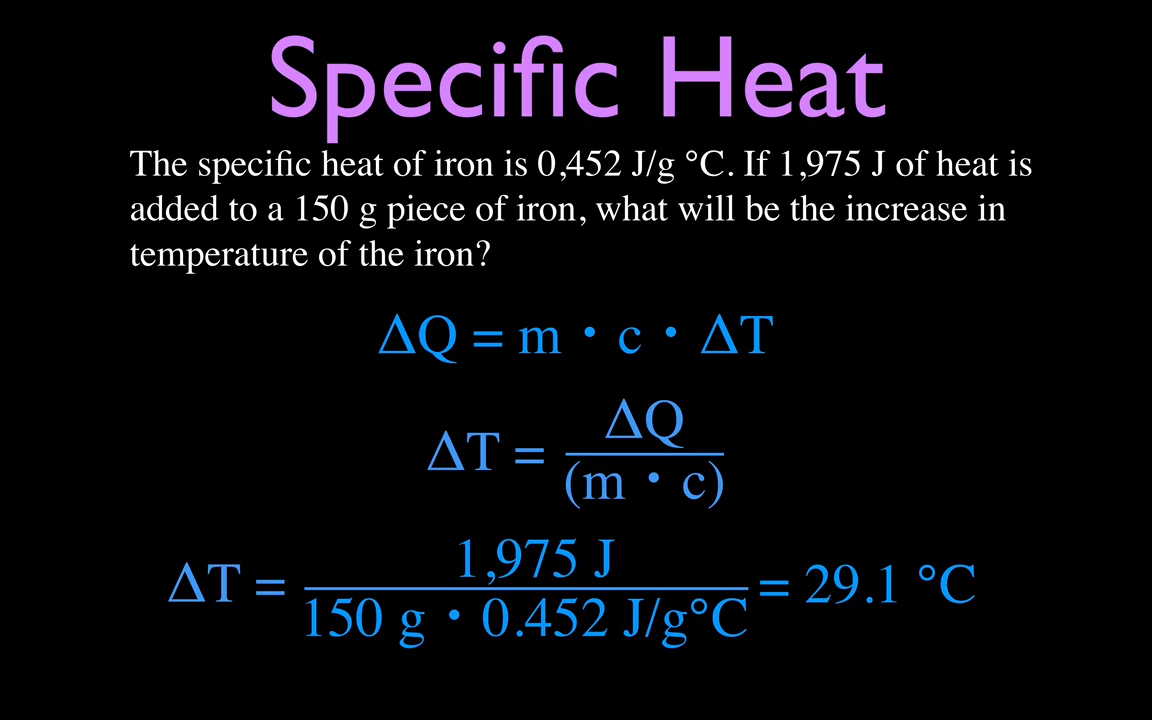 Specific Heat
The specific heat of iron is 0,452 J/g °C. If 1,975 J of heat is
added to a 150 g piece of iron, what will be the increase in
temperature of the iron?
ΔQ = m · c · ΔT
ΔT = ΔQ / (m · c)
ΔT = 1,975 J / 150 g · 0.452 J/g°C = 29.1 °C